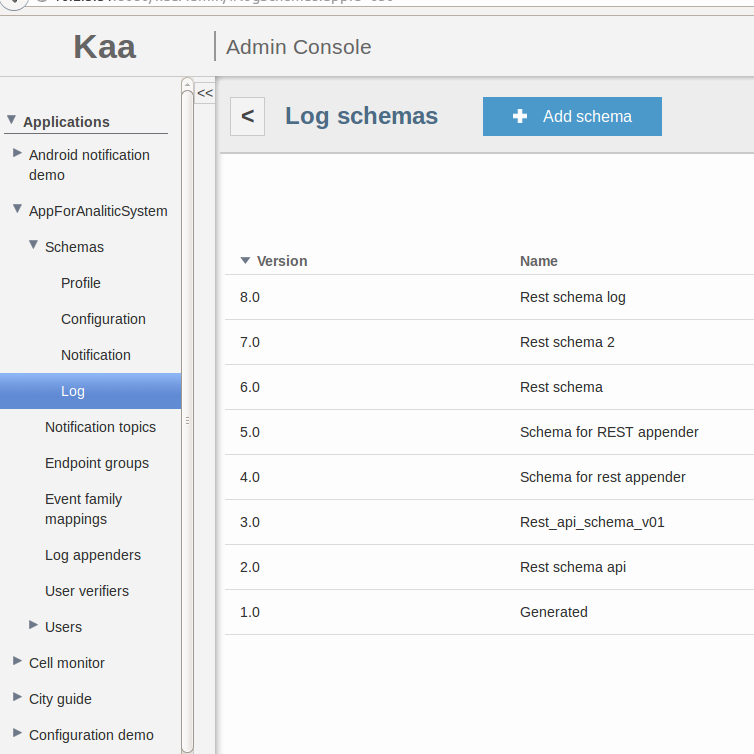 Kaa
Admin Console
<<
Applications
Android notification
demo
AppForAnaliticSystem
Schemas
Profile
Configuration
Notification
Log
Notification topics
Endpoint groups
Event family
mappings
Log appenders
User verifiers
Users
Cell monitor
City guide
Configuration demo
<
Log schemas
Add schema
Version Name
8.0 Rest schema log
7.0 Rest schema 2
6.0 Rest schema
5.0 Schema for REST appender
4.0 Schema for rest appender
3.0 Rest_api_schema_v01
2.0 Rest schema api
1.0 Generated